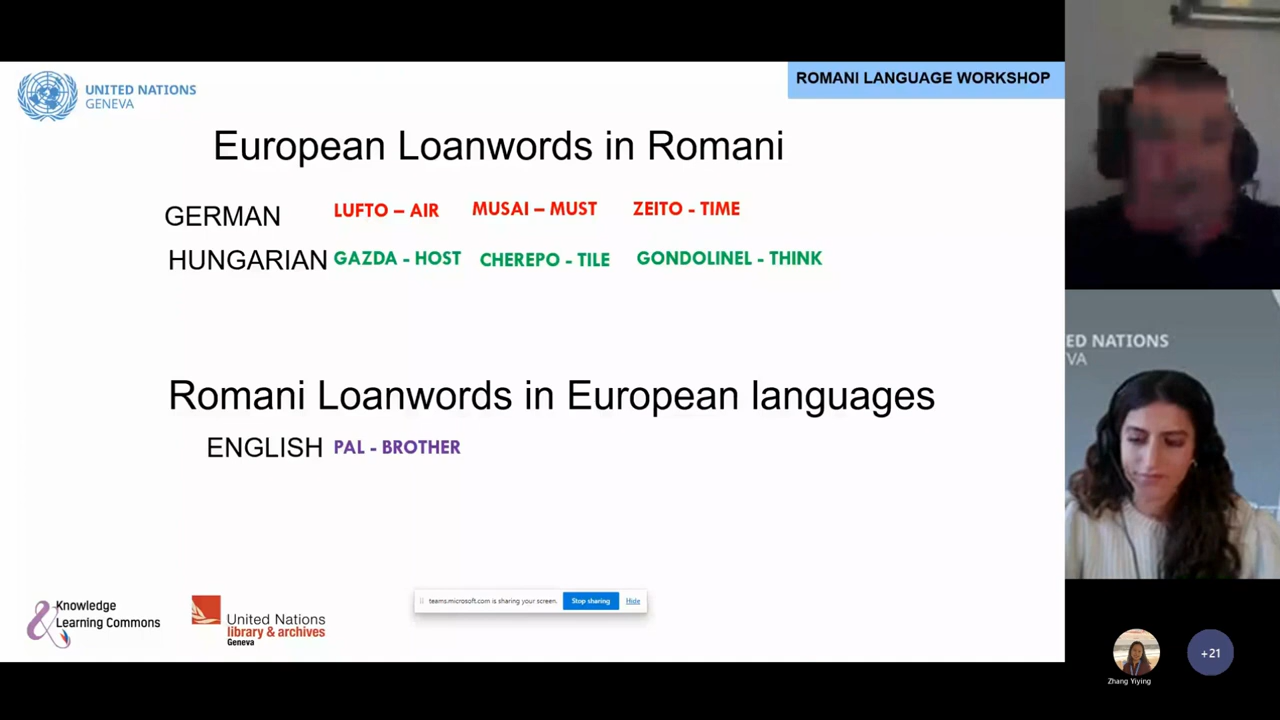 UNITED NATIONS
GENEVA
ROMANI LANGUAGE WORKSHOP
European Loanwords in Romani
GERMAN LUFTO – AIR MUSAI – MUST ZEITO - TIME
HUNGARIAN GAZDA - HOST CHEREPO - TILE GONDOLINEL - THINK
Romani Loanwords in European languages
ENGLISH PAL - BROTHER
Knowledge
& Learning Commons
United Nations
library & archives
Geneva
teams.microsoft.com is sharing your screen. Stop sharing Hide
ED NATIONS
VA
Zhang Yiying
+21